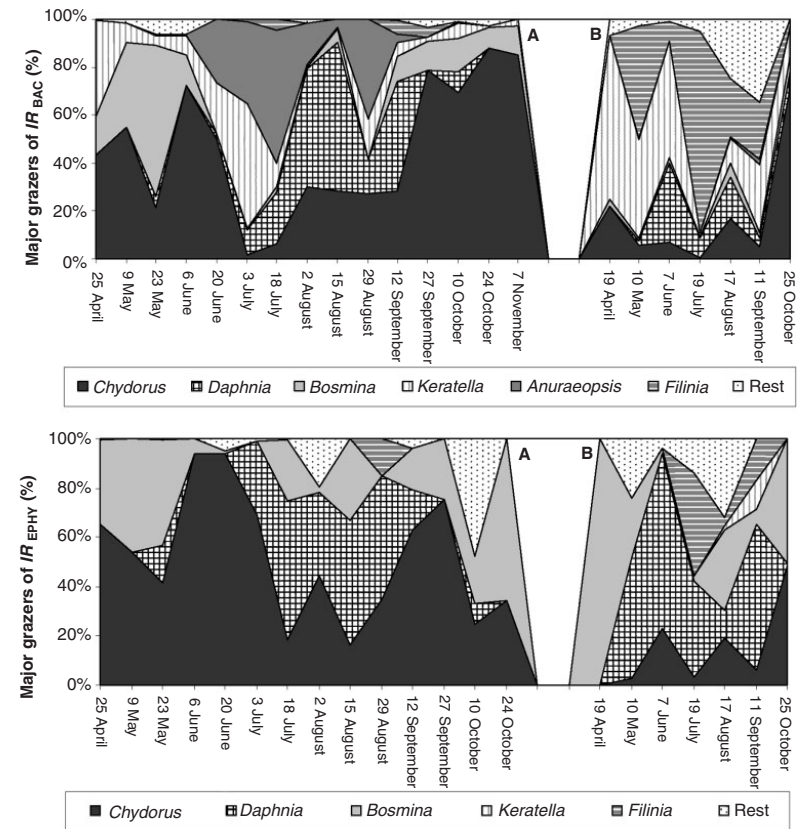 100%
80%
60%
40%
20%
0%
Major grazers of IR BAC (%)
A
B
25 April
9 May
23 May
6 June
20 June
3 July
18 July
2 August
15 August
29 August
12 September
27 September
10 October
24 October
7 November
19 April
10 May
7 June
19 July
17 August
11 September
25 October
Chydorus Daphnia Bosmina Keratella Anuraeopsis Filinia Rest
100%
80%
60%
40%
20%
0%
Major grazers of IR EPHY (%)
A
B
25 April
9 May
23 May
6 June
20 June
3 July
18 July
2 August
15 August
29 August
12 September
27 September
10 October
24 October
19 April
10 May
7 June
19 July
17 August
11 September
25 October
Chydorus Daphnia Bosmina Keratella Filinia Rest